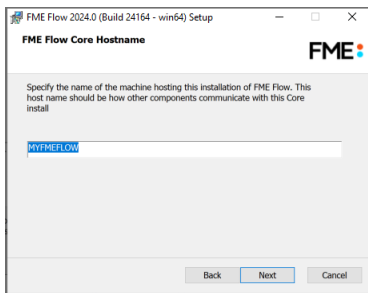 FME Flow 2024.0 (Build 24164 - win64) Setup
FME Flow Core Hostname
FME
Specify the name of the machine hosting this installation of FME Flow. This
host name should be how other components communicate with this Core
install
MYFMEFLOW
Back Next Cancel